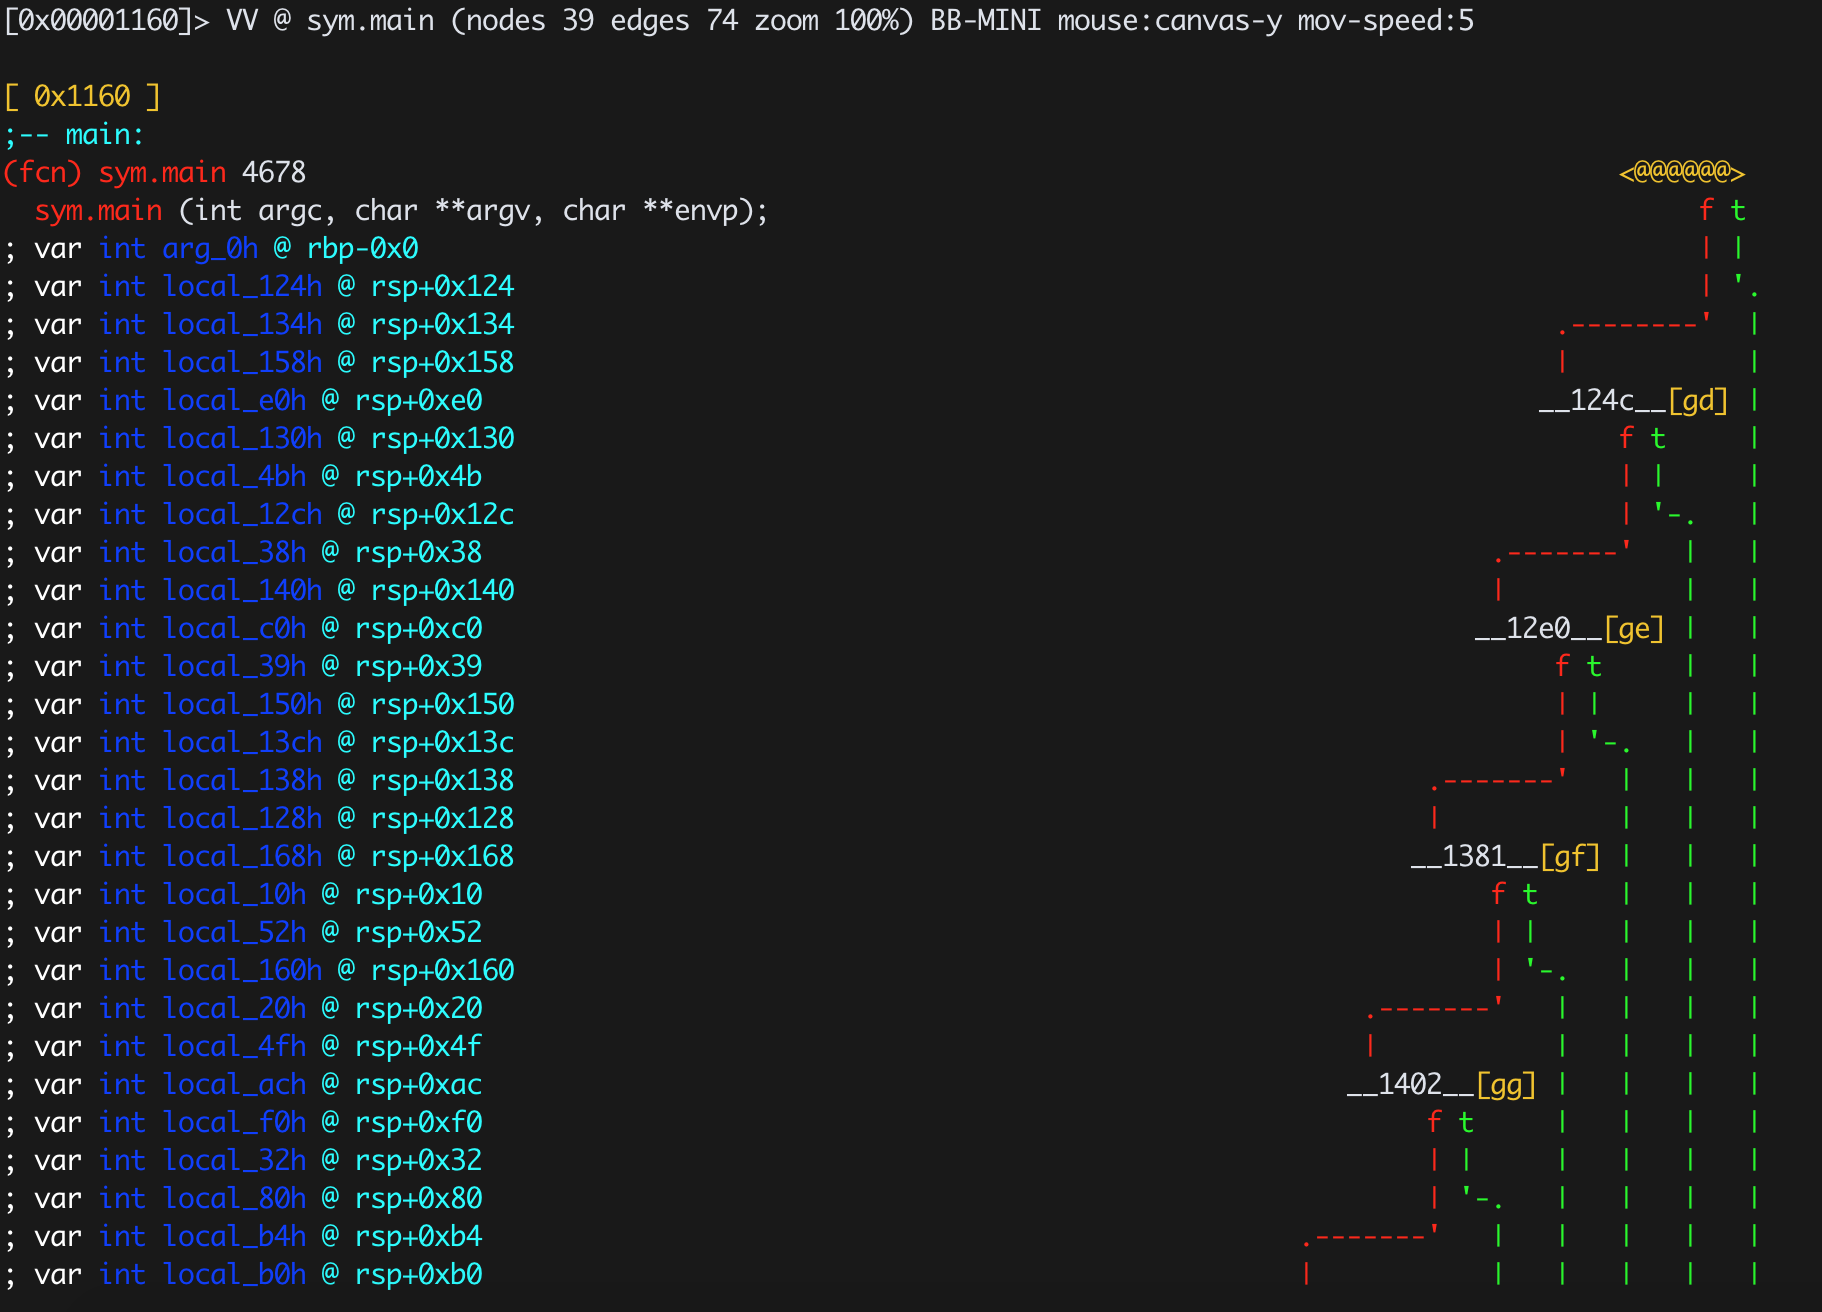 [0x00001160]> VV @ sym.main (nodes 39 edges 74 zoom 100%) BB-MINI mouse:canvas-y mov-speed:5
[ 0x1160 ]
;-- main:
(fcn) sym.main 4678
<@@@@@@>
sym.main (int argc, char **argv, char **envp);
f t
; var int arg_0h @ rbp-0x0
; var int local_124h @ rsp+0x124
; var int local_134h @ rsp+0x134
; var int local_158h @ rsp+0x158
; var int local_e0h @ rsp+0xe0
__124c__[gd]
; var int local_130h @ rsp+0x130
f t
; var int local_4bh @ rsp+0x4b
; var int local_12ch @ rsp+0x12c
; var int local_38h @ rsp+0x38
; var int local_140h @ rsp+0x140
; var int local_c0h @ rsp+0xc0
__12e0__[ge]
; var int local_39h @ rsp+0x39
f t
; var int local_150h @ rsp+0x150
; var int local_13ch @ rsp+0x13c
; var int local_138h @ rsp+0x138
; var int local_128h @ rsp+0x128
; var int local_168h @ rsp+0x168
__1381__[gf]
; var int local_10h @ rsp+0x10
f t
; var int local_52h @ rsp+0x52
; var int local_160h @ rsp+0x160
; var int local_20h @ rsp+0x20
; var int local_4fh @ rsp+0x4f
; var int local_ach @ rsp+0xac
__1402__[gg]
; var int local_f0h @ rsp+0xf0
f t
; var int local_32h @ rsp+0x32
; var int local_80h @ rsp+0x80
; var int local_b4h @ rsp+0xb4
; var int local_b0h @ rsp+0xb0